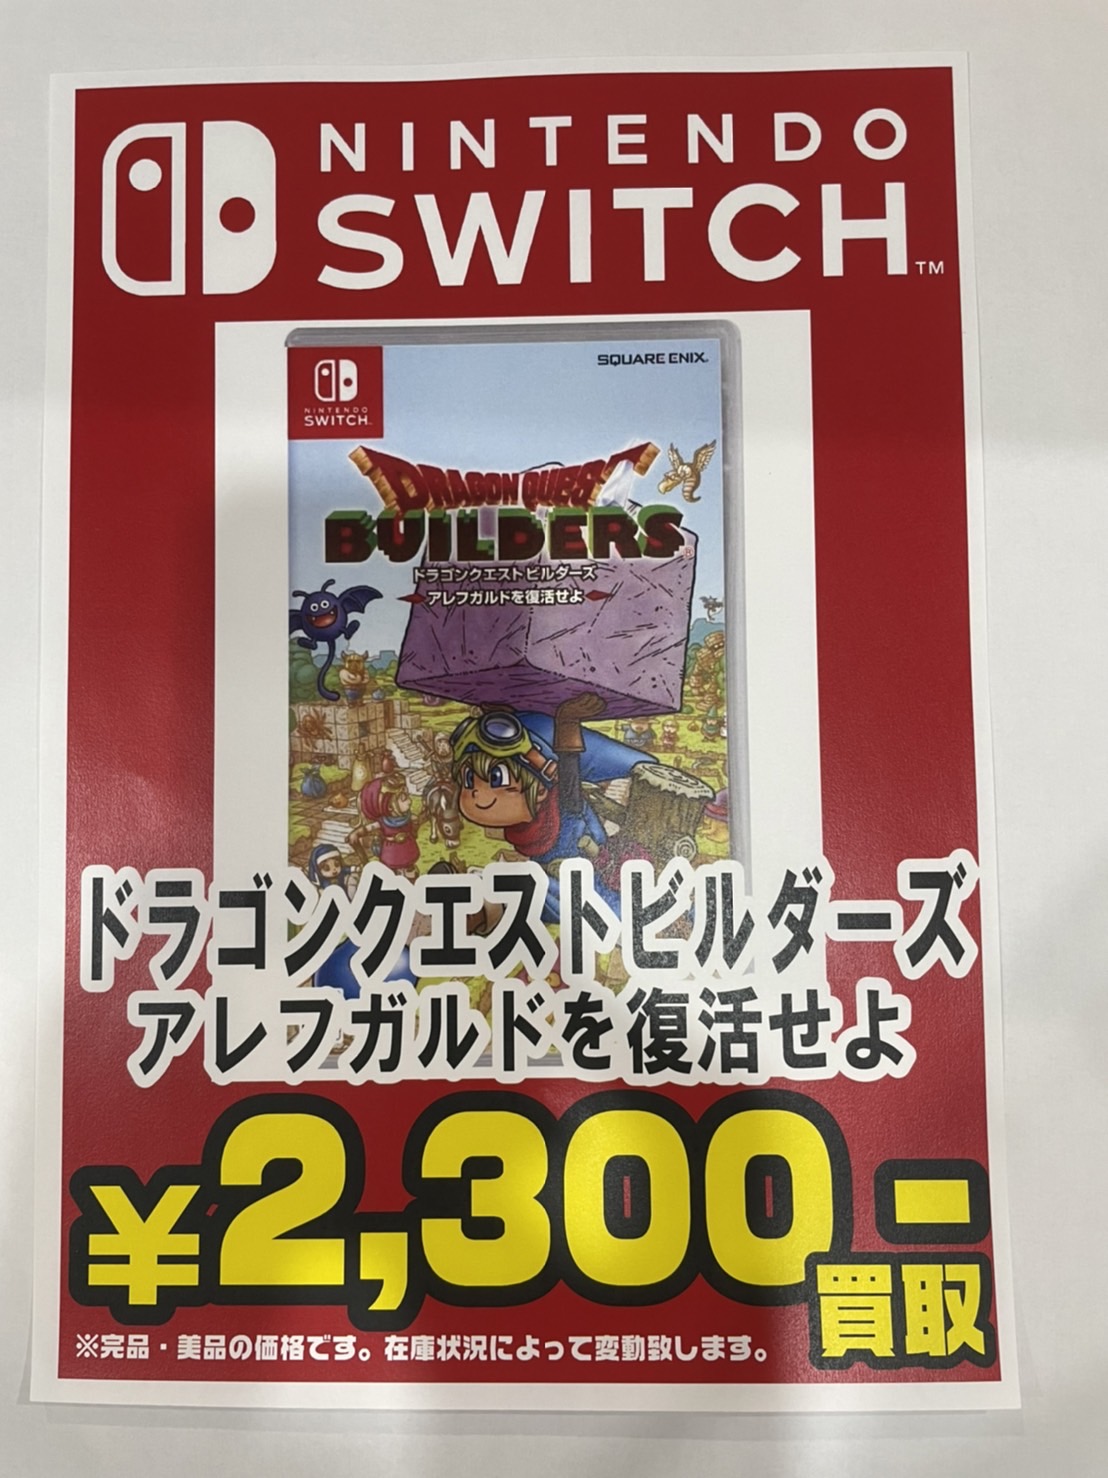 NINTENDO
SWITCH™
NINTENDO
SWITCH
SQUARE ENIX®
DRAGON QUEST
BUILDERS®
ドラゴンクエストビルダーズ
アレフガルドを復活せよ
ドラゴンクエストビルダーズ
アレフガルドを復活せよ
¥2,300-
買取
※完品・美品の価格です。在庫状況によって変動致します。